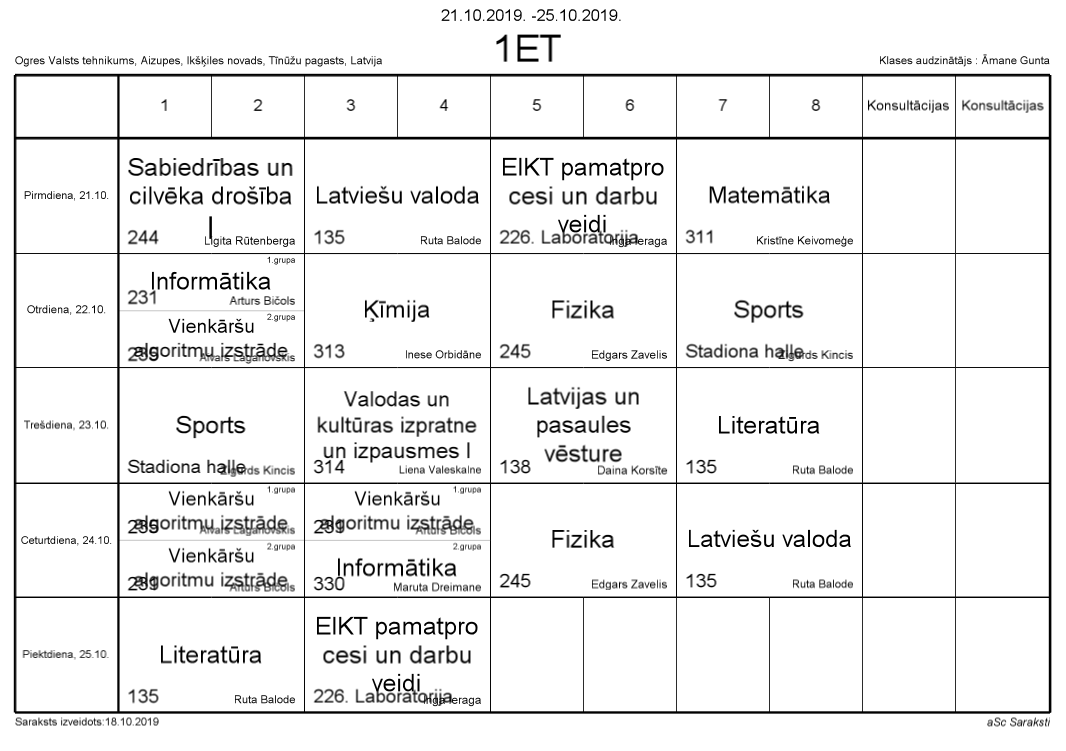 21.10.2019. -25.10.2019.
1ET
Ogres Valsts tehnikums, Aizupes, Ikšķiles novads, Tīnūžu pagasts, Latvija
Klases audzinātājs : Āmane Gunta
1 2 3 4 5 6 7 8 Konsultācijas Konsultācijas
Pirmdiena, 21.10.
Sabiedrības un
cilvēka drošība
I
244 Ligita Rūtenberga
Latviešu valoda
135 Ruta Balode
EIKT pamatpro
cesi un darbu
veidi
226. Laboratorija Inga Ieraga
Matemātika
311 Kristīne Keivomeģe
Otrdiena, 22.10.
1.grupa
Informātika
231 Arturs Bičols
2.grupa
Vienkāršu
algoritmu izstrāde
Aivars Laganovskis
Ķīmija
313 Inese Orbidāne
Fizika
245 Edgars Zavelis
Sports
Stadiona halle Zigurds Kincis
Trešdiena, 23.10.
Sports
Stadiona halle Zigurds Kincis
Valodas un
kultūras izpratne
un izpausmes I
314 Liena Valeskalne
Latvijas un
pasaules
vēsture
138 Daina Korsīte
Literatūra
135 Ruta Balode
Ceturtdiena, 24.10.
1.grupa
Vienkāršu
algoritmu izstrāde
Aivars Laganovskis
2.grupa
Vienkāršu
algoritmu izstrāde
231 Arturs Bičols
1.grupa
Vienkāršu
algoritmu izstrāde
231 Arturs Bičols
2.grupa
Informātika
330 Maruta Dreimane
Fizika
245 Edgars Zavelis
Latviešu valoda
135 Ruta Balode
Piektdiena, 25.10.
Literatūra
135 Ruta Balode
EIKT pamatpro
cesi un darbu
veidi
226. Laboratorija Inga Ieraga
Saraksts izveidots:18.10.2019
aSc Saraksti